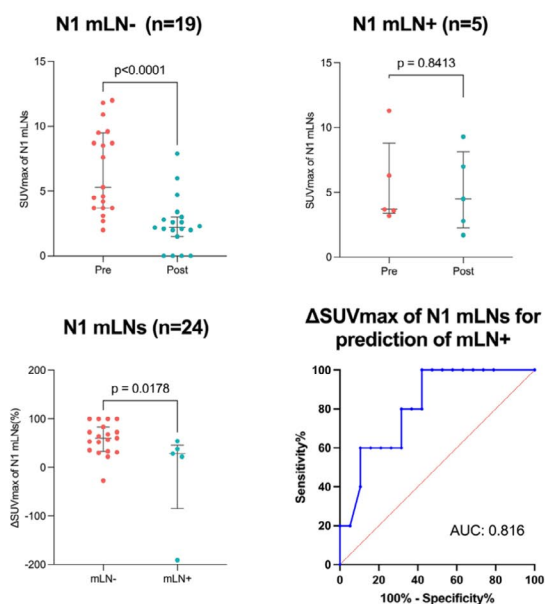 N1 mLN- (n=19)
p<0.0001
SUVmax of N1 mLNs
15
10
5
0
Pre
Post
N1 mLN+ (n=5)
p = 0.8413
SUVmax of N1 mLNs
15
10
5
0
Pre
Post
N1 mLNs (n=24)
p = 0.0178
ΔSUVmax of N1 mLNs(%)
200
100
0
-100
-200
mLN-
mLN+
ΔSUVmax of N1 mLNs for
prediction of mLN+
Sensitivity%
100
80
60
40
20
0
AUC: 0.816
0 20 40 60 80 100
100% - Specificity%